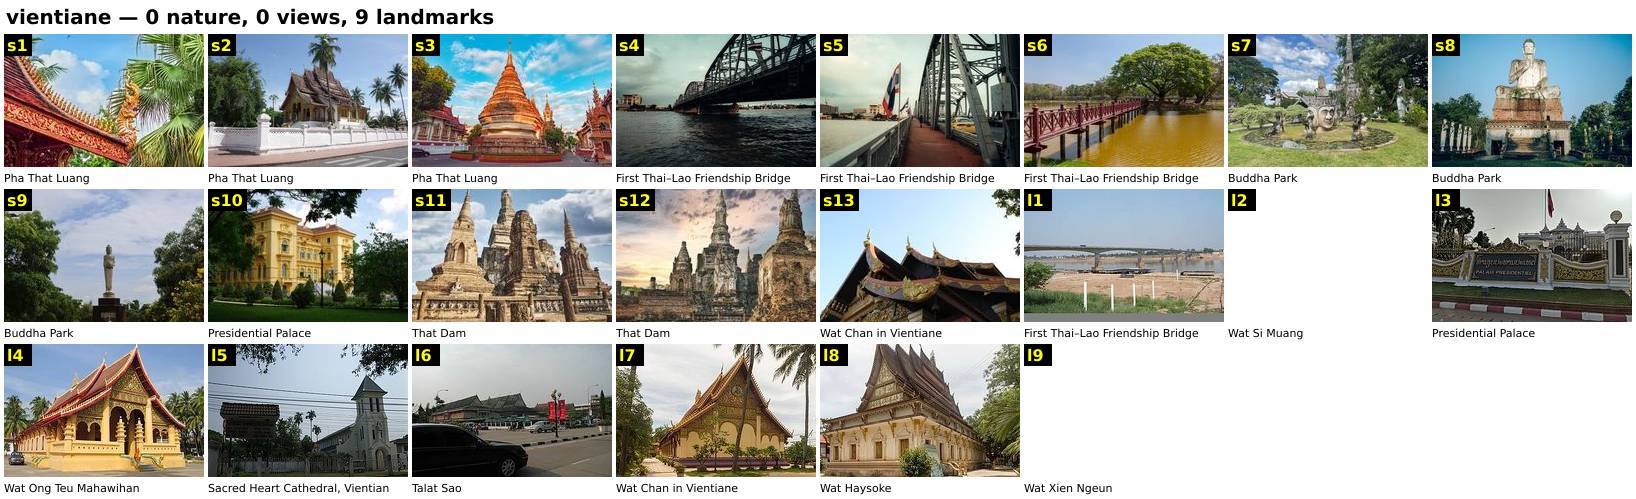 vientiane — 0 nature, 0 views, 9 landmarks
s1 s2 s3 s4 s5 s6 s7 s8
Pha That Luang Pha That Luang Pha That Luang First Thai–Lao Friendship Bridge First Thai–Lao Friendship Bridge First Thai–Lao Friendship Bridge Buddha Park Buddha Park
s9 s10 s11 s12 s13 l1 l2 l3
PALAIS PRESIDENTIEL
Buddha Park Presidential Palace That Dam That Dam Wat Chan in Vientiane First Thai–Lao Friendship Bridge Wat Si Muang Presidential Palace
l4 l5 l6 l7 l8 l9
Wat Ong Teu Mahawihan Sacred Heart Cathedral, Vientian Talat Sao Wat Chan in Vientiane Wat Haysoke Wat Xien Ngeun